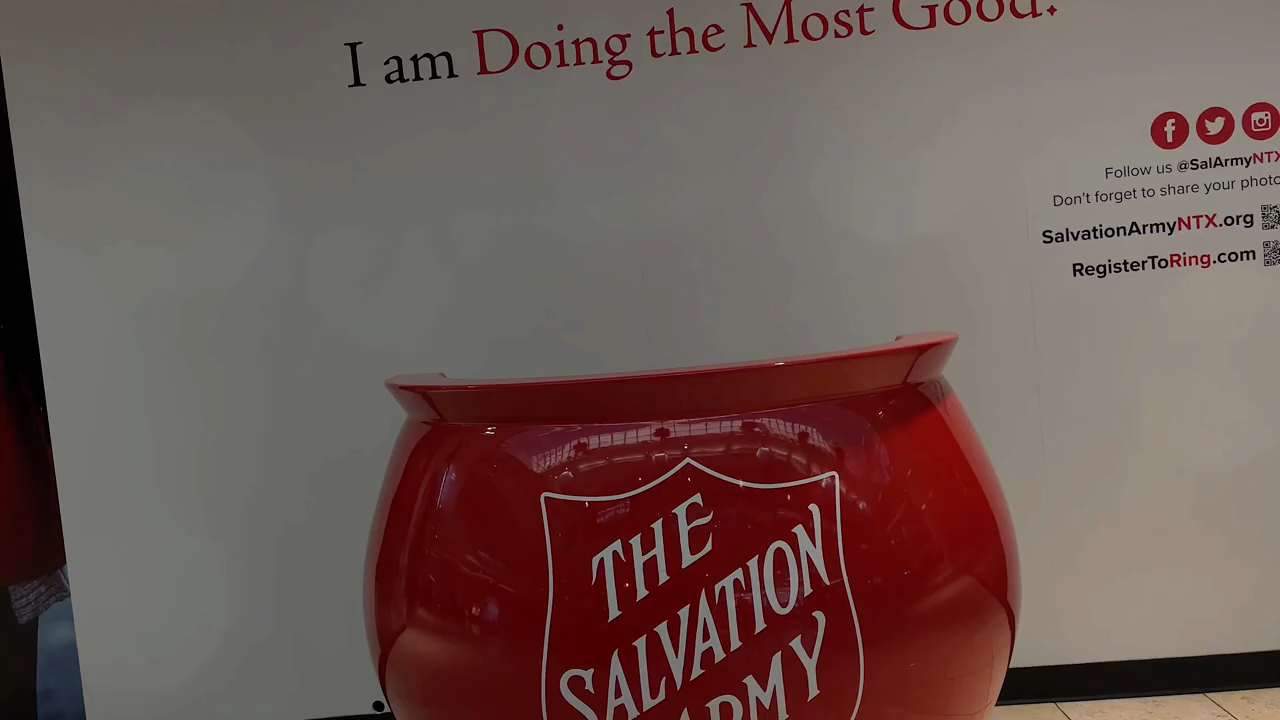 I am Doing the Most Good.
Follow us @SalArmyNTX
Don't forget to share your photo
SalvationArmyNTX.org
RegisterToRing.com
THE
SALVATION
ARMY